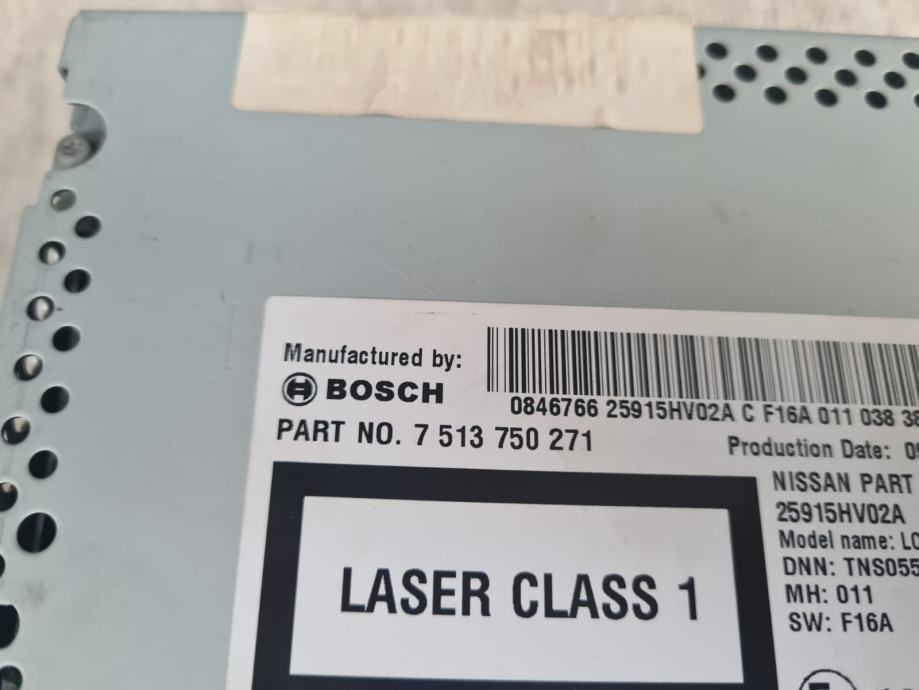 Manufactured by:
BOSCH
0846766 25915HV02A C F16A 011 038
PART NO. 7 513 750 271
Production Date:
NISSAN PART
25915HV02A
Model name:
DNN:
MH: 011
SW: F16A
LASER CLASS 1